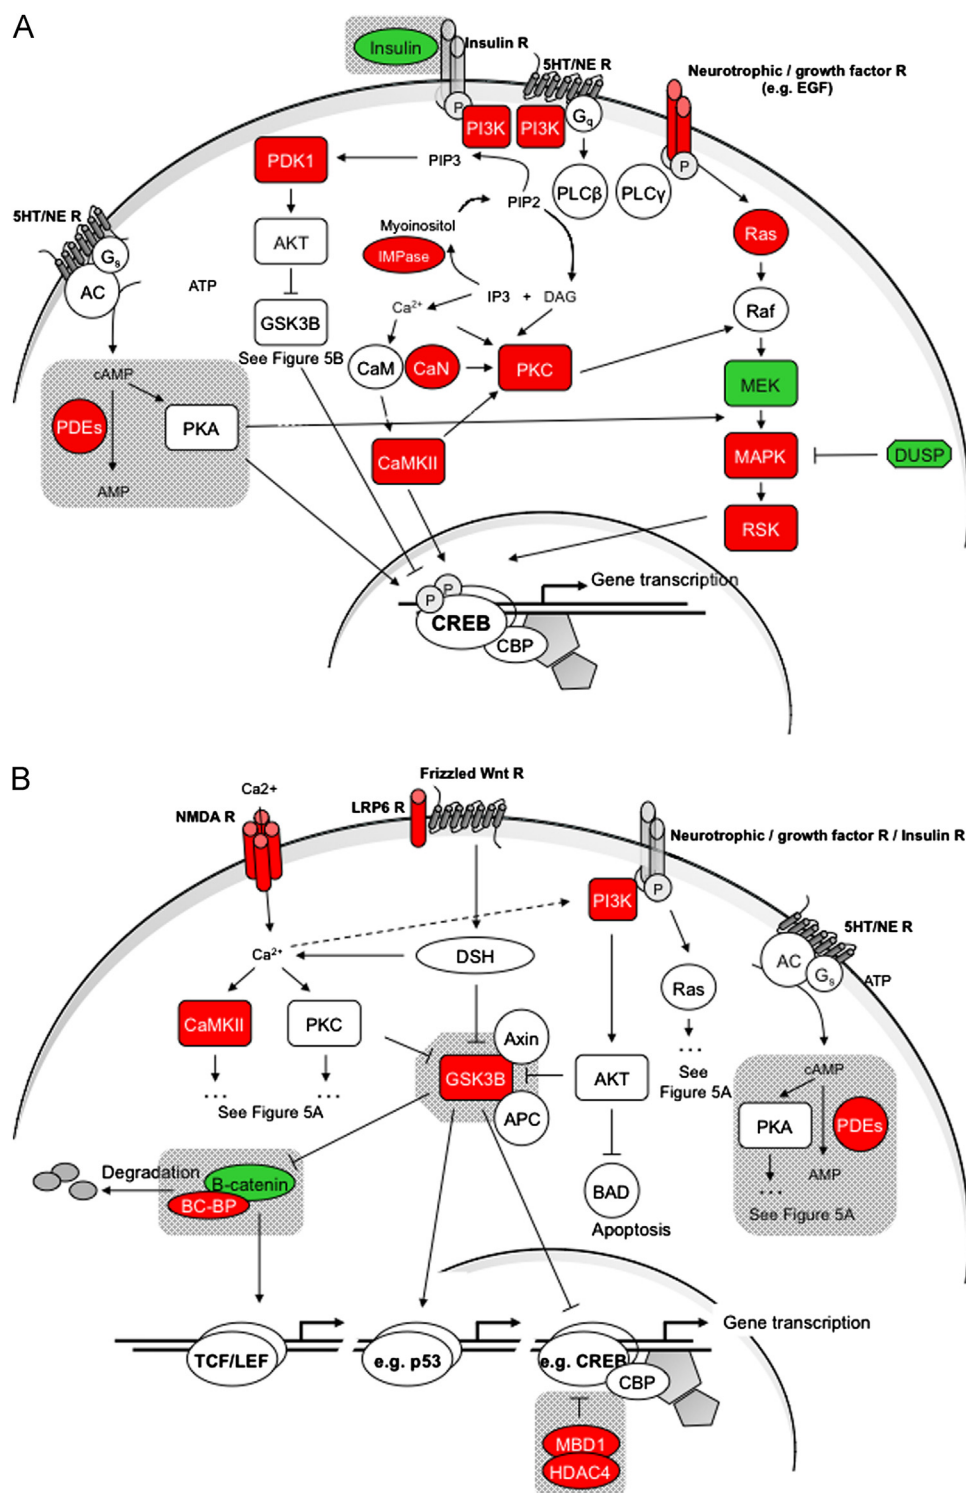 A
Insulin
Insulin R
5HT/NE R
Neurotrophic / growth factor R
(e.g. EGF)
P
PI3K
PI3K
Gq
P
PDK1
PIP3
PIP2
PLCβ
PLCγ
5HT/NE R
Gs
AC
ATP
AKT
Myoinositol
IMPase
Ras
IP3 + DAG
Ca2+
Raf
GSK3B
See Figure 5B
CaM
CaN
PKC
MEK
cAMP
PDEs
PKA
...
AMP
CaMKII
MAPK
DUSP
RSK
Gene transcription
P
P
CREB
CBP
B
Ca2+
NMDA R
Frizzled Wnt R
LRP6 R
Neurotrophic / growth factor R / Insulin R
PI3K
P
5HT/NE R
AC
Gs
ATP
Ca2+
DSH
Ras
...
See
Figure 5A
CaMKII
PKC
...
...
See Figure 5A
Axin
GSK3B
APC
AKT
cAMP
PKA
PDEs
AMP
...
See Figure 5A
Degradation
B-catenin
BC-BP
BAD
Apoptosis
Gene transcription
TCF/LEF
e.g. p53
e.g. CREB
CBP
MBD1
HDAC4